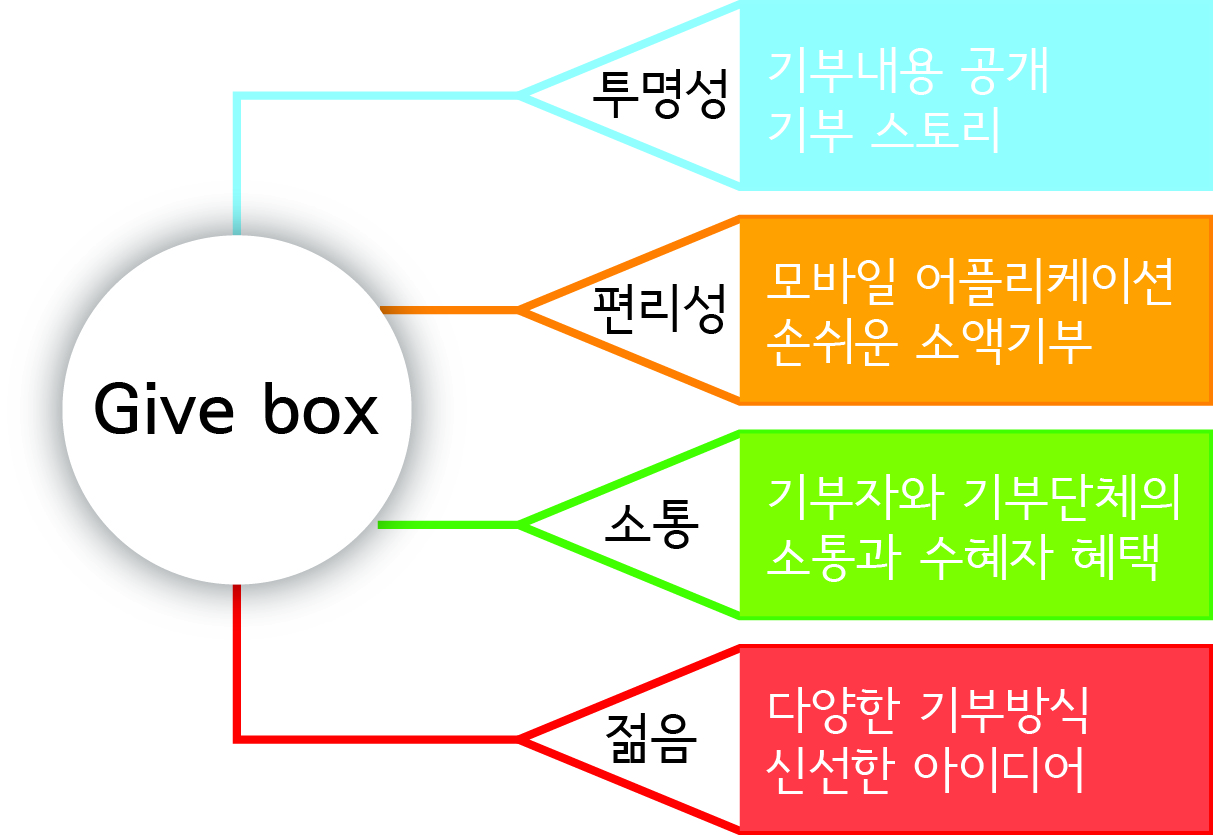 Give box
투명성
기부내용 공개
기부 스토리
편리성
모바일 어플리케이션
손쉬운 소액기부
소통
기부자와 기부단체의
소통과 수혜자 혜택
젊음
다양한 기부방식
신선한 아이디어